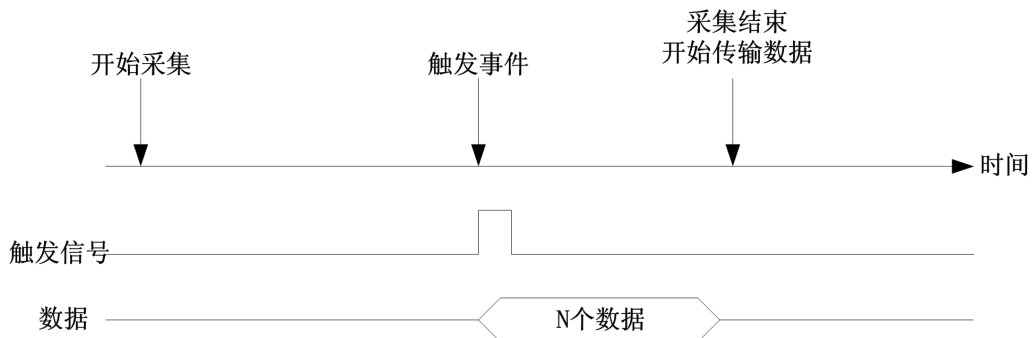 采集结束
开始传输数据
开始采集
触发事件
时间
触发信号
数据
N个数据